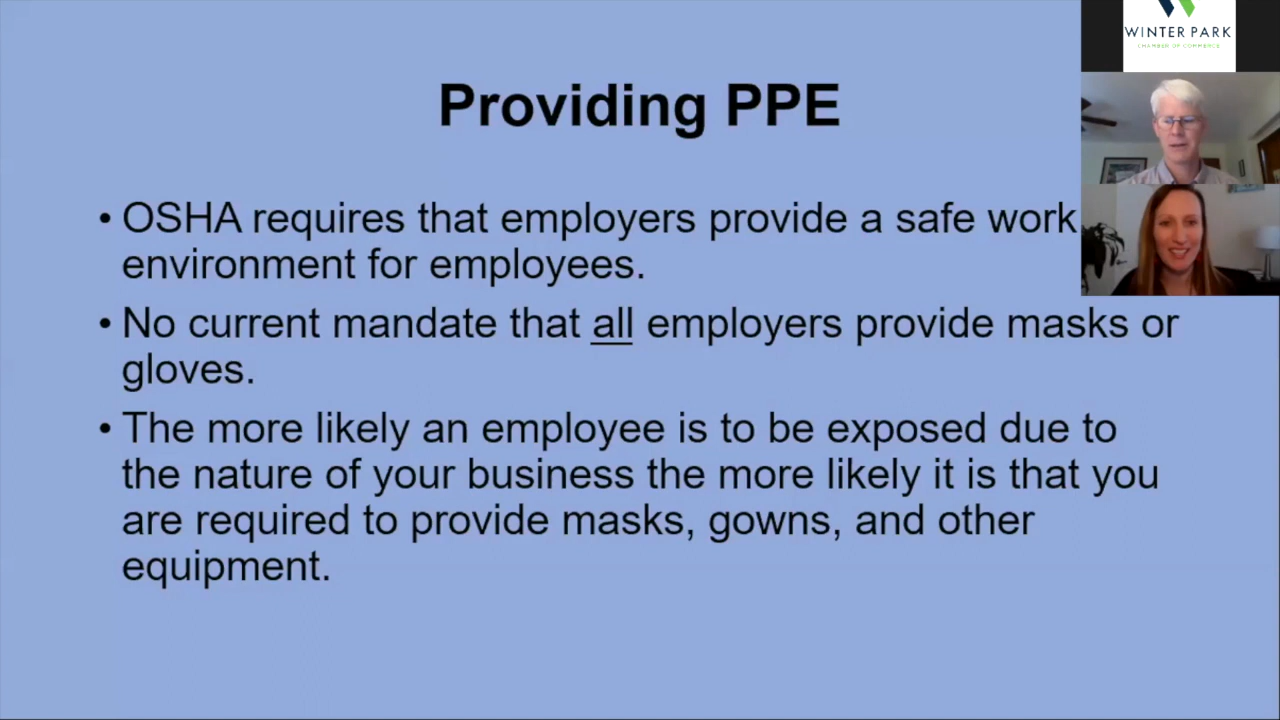 WINTER PARK
CHAMBER OF COMMERCE
Providing PPE
• OSHA requires that employers provide a safe work
environment for employees.
• No current mandate that all employers provide masks or
gloves.
• The more likely an employee is to be exposed due to
the nature of your business the more likely it is that you
are required to provide masks, gowns, and other
equipment.